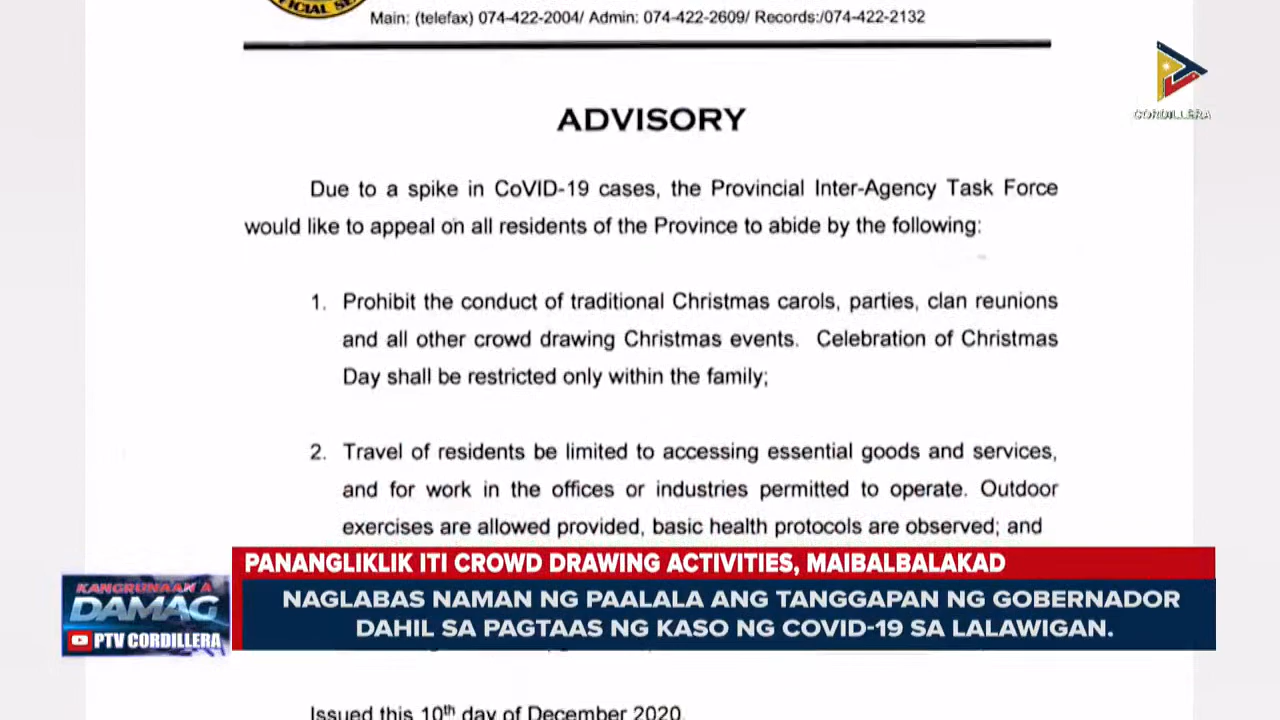 OFFICIAL SE
Main: (telefax) 074-422-2004/ Admin: 074-422-2609/ Records:/074-422-2132
CORDILLERA
ADVISORY
Due to a spike in CoVID-19 cases, the Provincial Inter-Agency Task Force
would like to appeal on all residents of the Province to abide by the following:
1. Prohibit the conduct of traditional Christmas carols, parties, clan reunions
and all other crowd drawing Christmas events. Celebration of Christmas
Day shall be restricted only within the family;
2. Travel of residents be limited to accessing essential goods and services,
and for work in the offices or industries permitted to operate. Outdoor
exercises are allowed provided, basic health protocols are observed; and
PANANGLIKLIK ITI CROWD DRAWING ACTIVITIES, MAIBALBALAKAD
KANGRUNAAN A
DAMAG
PTV CORDILLERA
NAGLABAS NAMAN NG PAALALA ANG TANGGAPAN NG GOBERNADOR
DAHIL SA PAGTAAS NG KASO NG COVID-19 SA LALAWIGAN.
Issued this 10th day of December 2020.